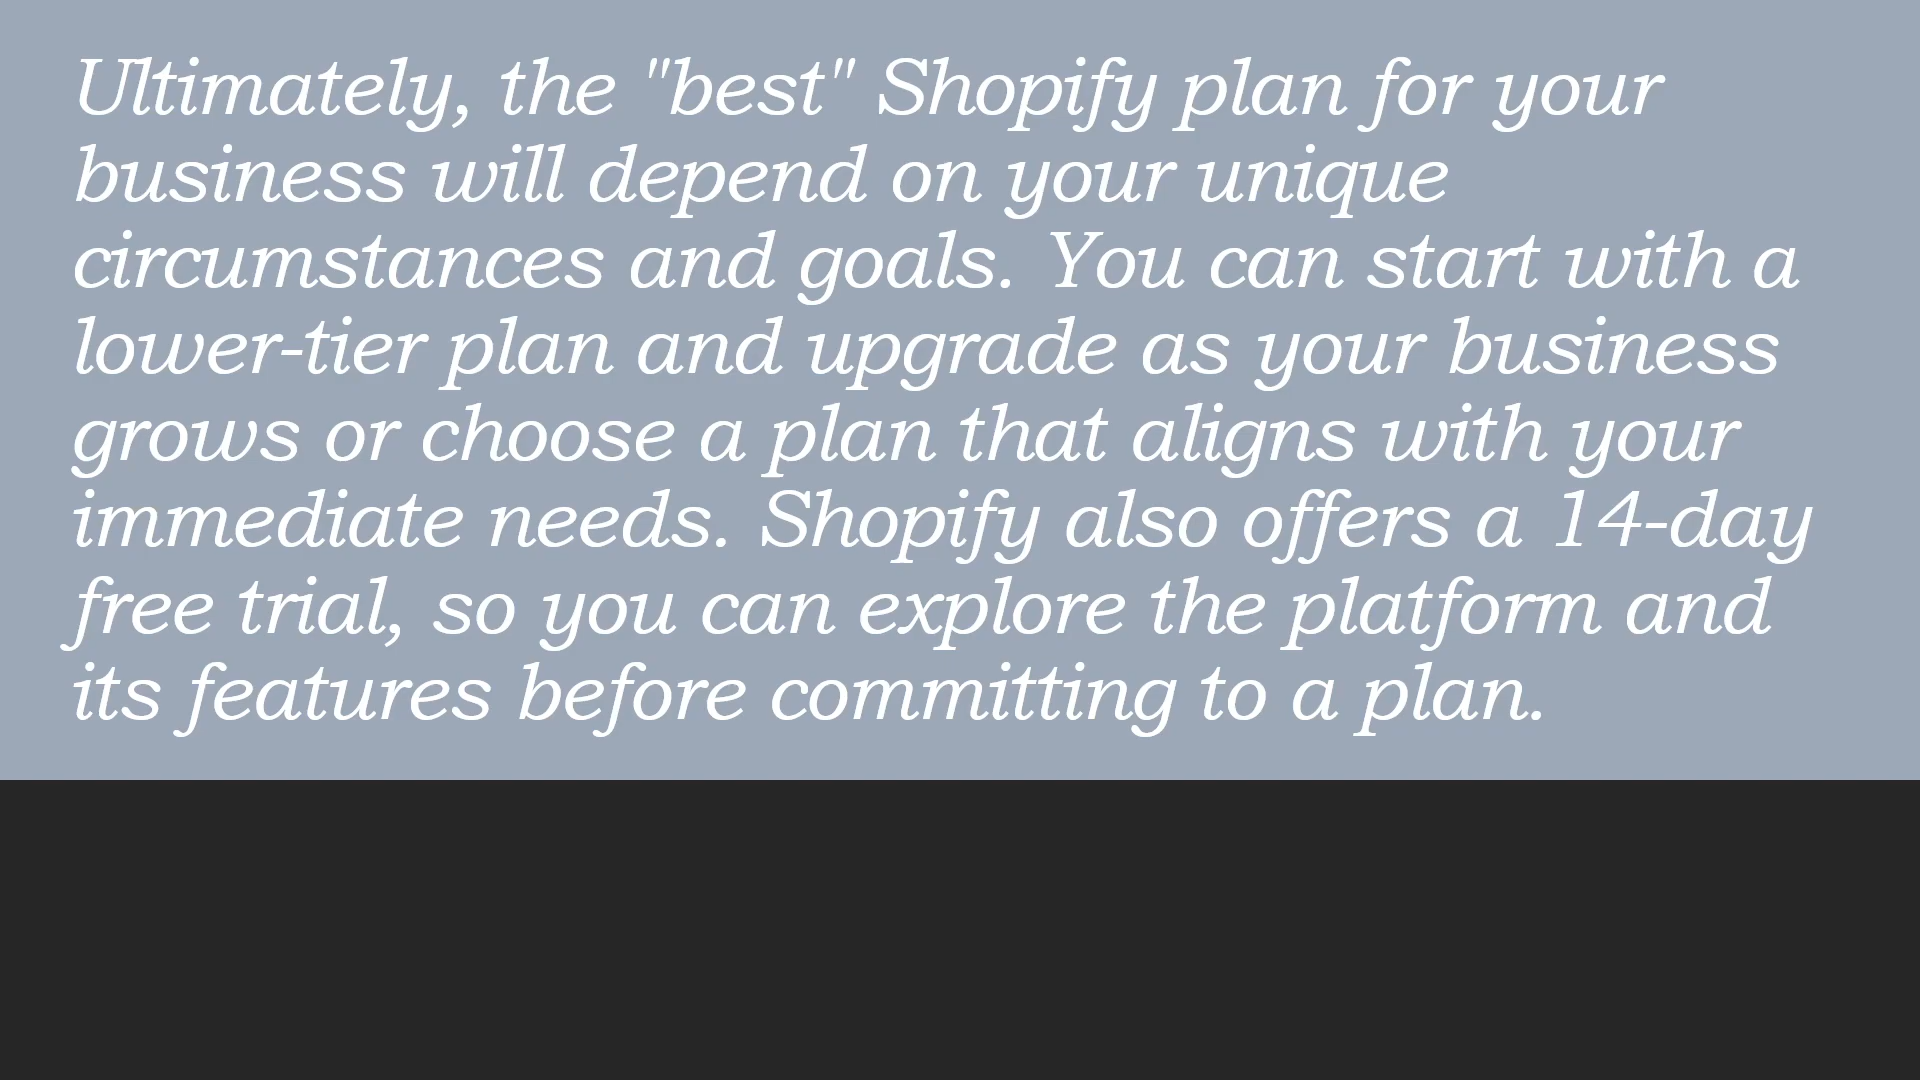 Ultimately, the "best" Shopify plan for your
business will depend on your unique
circumstances and goals. You can start with a
lower-tier plan and upgrade as your business
grows or choose a plan that aligns with your
immediate needs. Shopify also offers a 14-day
free trial, so you can explore the platform and
its features before committing to a plan.